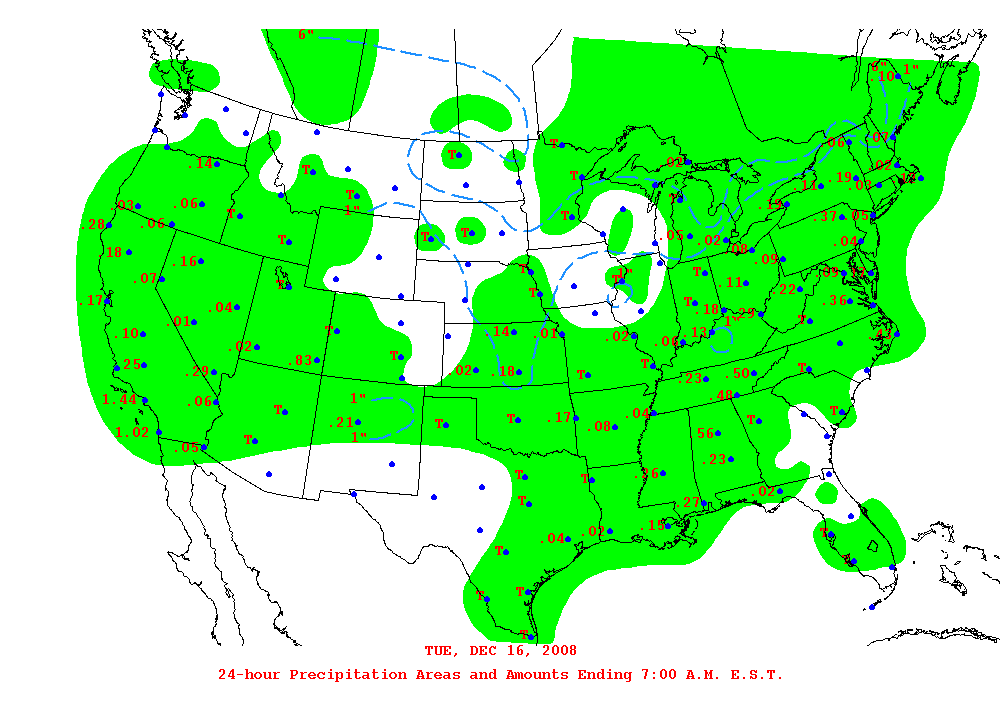 6"
6" 1"
.10
.07
T T .06
.14 T .02 .02
T T .19 .03
T .11
1" T
.03 .06 T .19
.28 .06 T .37 .05
T T .05 .02
18 T .08 .04
.16 .09
.07 T T 1" T .09
T .11 .22
.17 .04 T T .18 .29 .36
.01 1" T
.10 T .14 .01 .02 .13 .43
.02 .06
.25 .83 T T
.29 .02 .18 T .23 .50 T
1.44 .06 1" .48
T .21 T T .17 .04 T T
1.02 1" .08 56
.05 T .23
T T .36
T .27 .02
.04 .02 .15 T
T
T T
T
TUE, DEC 16, 2008
24-hour Precipitation Areas and Amounts Ending 7:00 A.M. E.S.T.